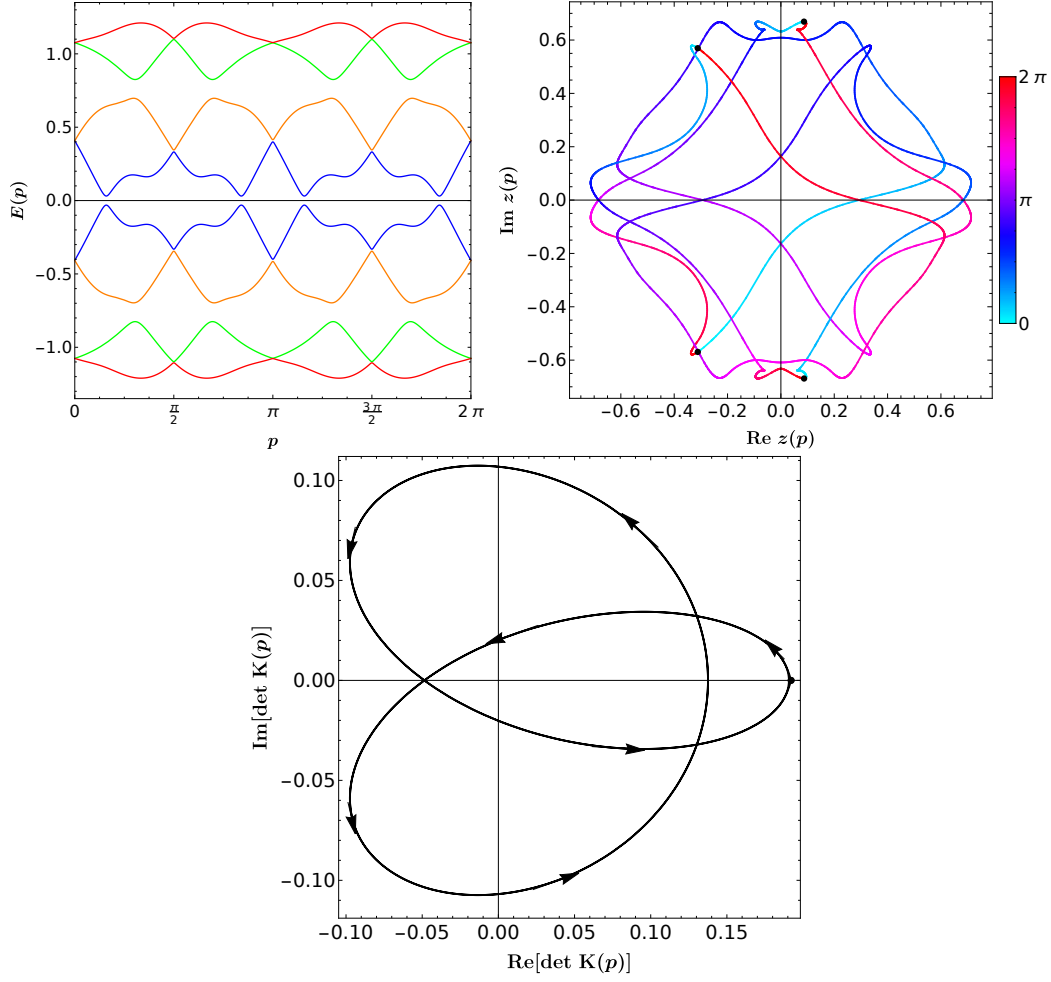 E(p)
1.0
0.5
0.0
−0.5
−1.0
0
π/2
π
3π/2
2π
p
Im z(p)
0.6
0.4
0.2
0.0
−0.2
−0.4
−0.6
−0.6 −0.4 −0.2 0.0 0.2 0.4 0.6
Re z(p)
2π
π
0
Im[det K(p)]
0.10
0.05
0.00
−0.05
−0.10
−0.10 −0.05 0.00 0.05 0.10 0.15
Re[det K(p)]